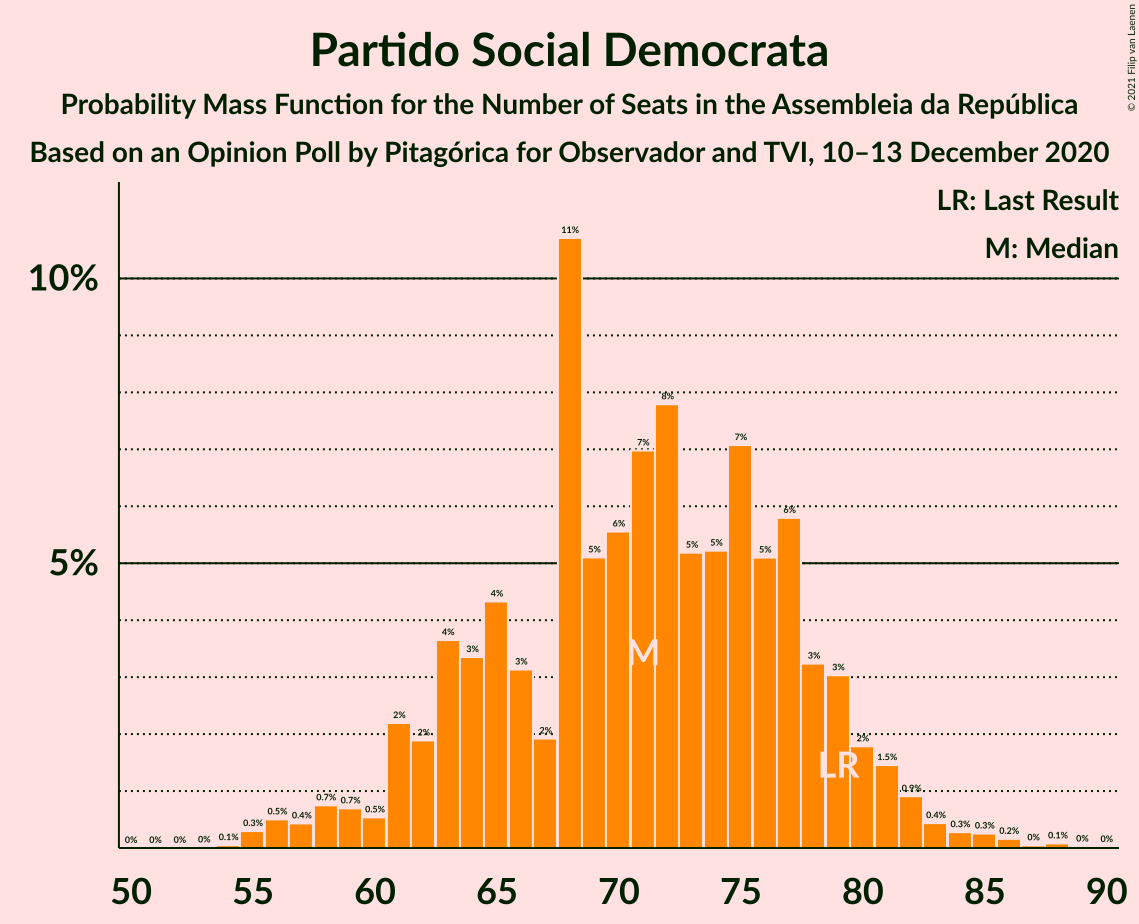 Partido Social Democrata
Probability Mass Function for the Number of Seats in the Assembleia da República
Based on an Opinion Poll by Pitagórica for Observador and TVI, 10–13 December 2020
© 2021 Filip van Laenen
LR: Last Result
M: Median
10%
5%
0% 0% 0% 0% 0.1% 0.3% 0.5% 0.4% 0.7% 0.7% 0.5% 2% 2% 4% 3% 4% 3% 2% 11% 5% 6% 7% 8% 5% 5% 7% 5% 6% 3% 3% 2% 1.5% 0.9% 0.4% 0.3% 0.3% 0.2% 0% 0.1% 0% 0%
M
LR
50 55 60 65 70 75 80 85 90